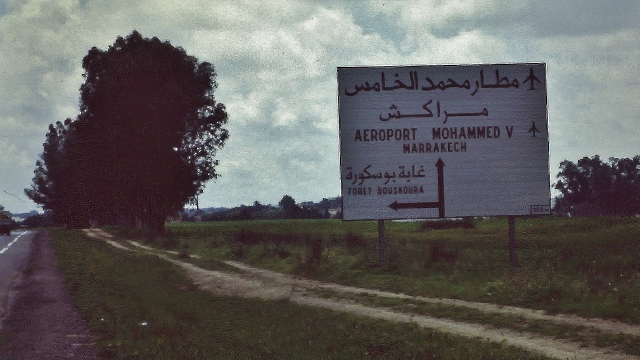 مطار محمد الخامس
مراكش
AEROPORT MOHAMMED V
MARRAKECH
غابة بوسكورة
FORET BOUSKOURA